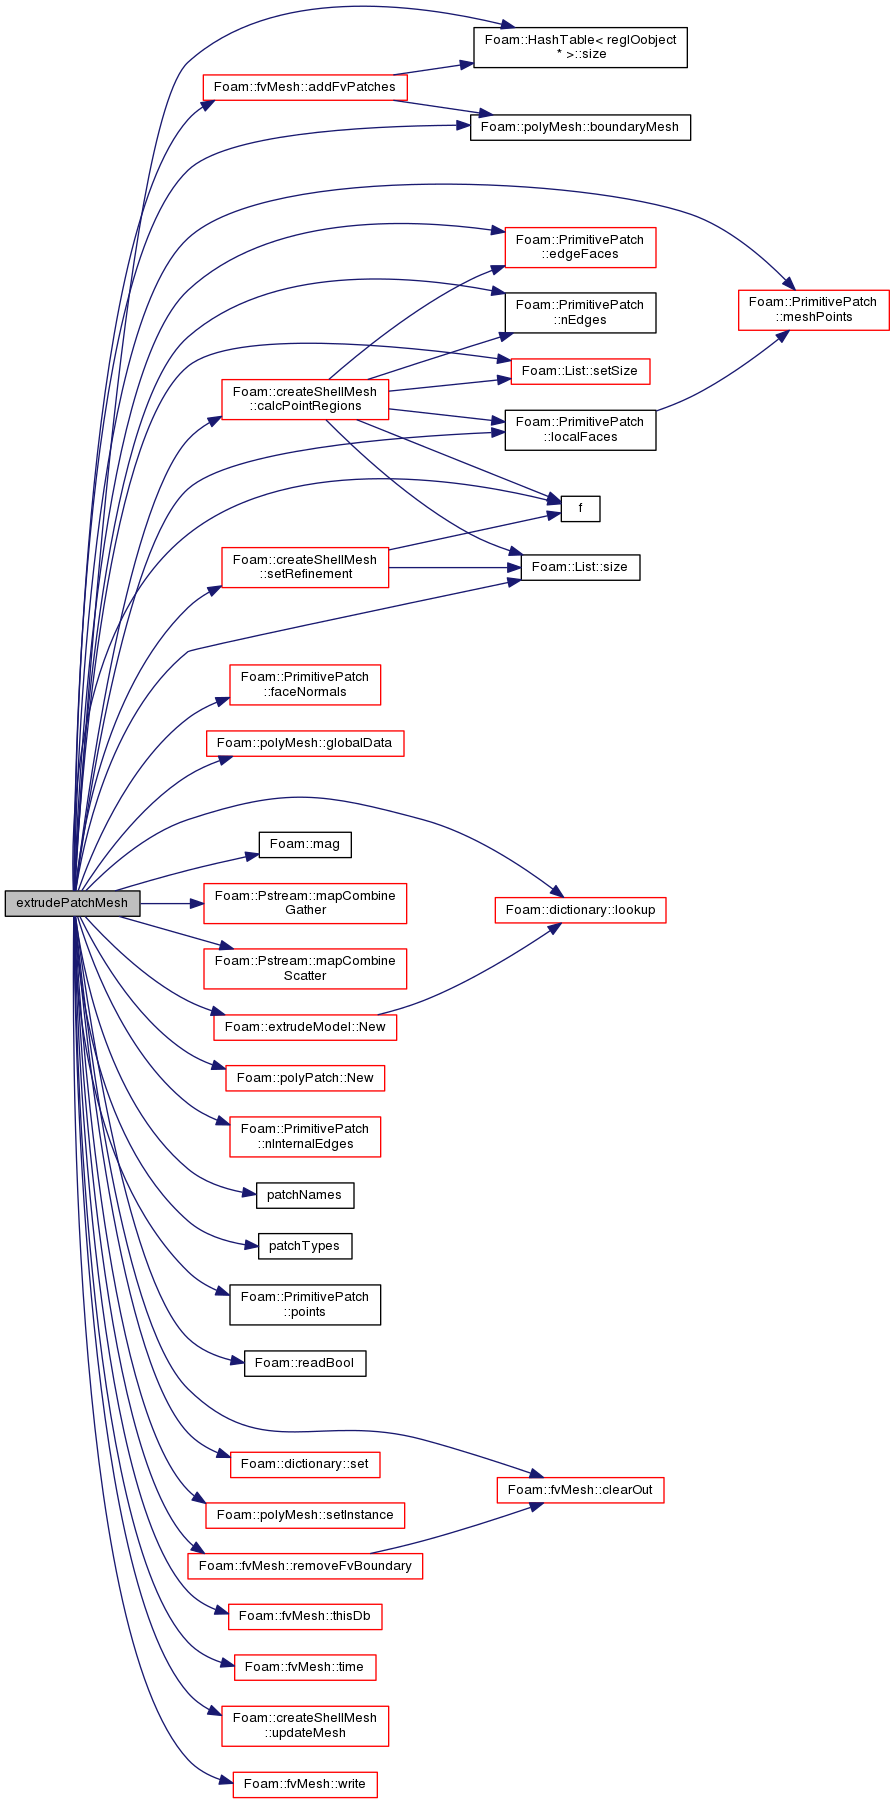 Foam::HashTable< regIOobject
* >::size
Foam::fvMesh::addFvPatches
Foam::polyMesh::boundaryMesh
Foam::PrimitivePatch
::edgeFaces
Foam::PrimitivePatch
::meshPoints
Foam::PrimitivePatch
::nEdges
Foam::List::setSize
Foam::createShellMesh
::calcPointRegions
Foam::PrimitivePatch
::localFaces
f
Foam::createShellMesh
::setRefinement
Foam::List::size
Foam::PrimitivePatch
::faceNormals
Foam::polyMesh::globalData
Foam::mag
extrudePatchMesh
Foam::Pstream::mapCombine
Gather
Foam::dictionary::lookup
Foam::Pstream::mapCombine
Scatter
Foam::extrudeModel::New
Foam::polyPatch::New
Foam::PrimitivePatch
::nInternalEdges
patchNames
patchTypes
Foam::PrimitivePatch
::points
Foam::readBool
Foam::dictionary::set
Foam::fvMesh::clearOut
Foam::polyMesh::setInstance
Foam::fvMesh::removeFvBoundary
Foam::fvMesh::thisDb
Foam::fvMesh::time
Foam::createShellMesh
::updateMesh
Foam::fvMesh::write